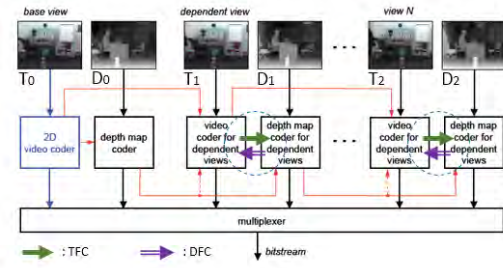 base view
dependent view
view N
T0
D0
T1
D1
T2
D2
2D
video coder
depth map
coder
video
coder for
dependent
views
depth map
coder for
dependent
views
video
coder for
dependent
views
depth map
coder for
dependent
views
multiplexer
: TFC
: DFC
bitstream